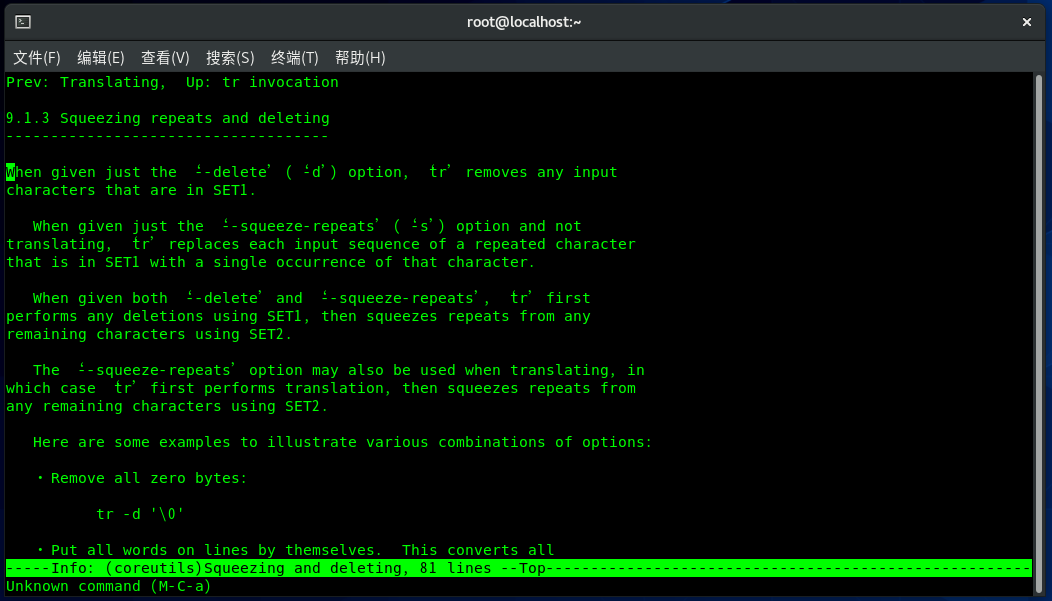 root@localhost:~
文件(F) 编辑(E) 查看(V) 搜索(S) 终端(T) 帮助(H)
Prev: Translating,  Up: tr invocation
9.1.3 Squeezing repeats and deleting
------------------------------------
When given just the ‘--delete’ (‘-d’) option, ‘tr’ removes any input
characters that are in SET1.
When given just the ‘--squeeze-repeats’ (‘-s’) option and not
translating, ‘tr’ replaces each input sequence of a repeated character
that is in SET1 with a single occurrence of that character.
When given both ‘--delete’ and ‘--squeeze-repeats’, ‘tr’ first
performs any deletions using SET1, then squeezes repeats from any
remaining characters using SET2.
The ‘--squeeze-repeats’ option may also be used when translating, in
which case ‘tr’ first performs translation, then squeezes repeats from
any remaining characters using SET2.
Here are some examples to illustrate various combinations of options:
• Remove all zero bytes:
tr -d '\0'
• Put all words on lines by themselves.  This converts all
-----Info: (coreutils)Squeezing and deleting, 81 lines --Top------------------------------------------------------
Unknown command (M-C-a)